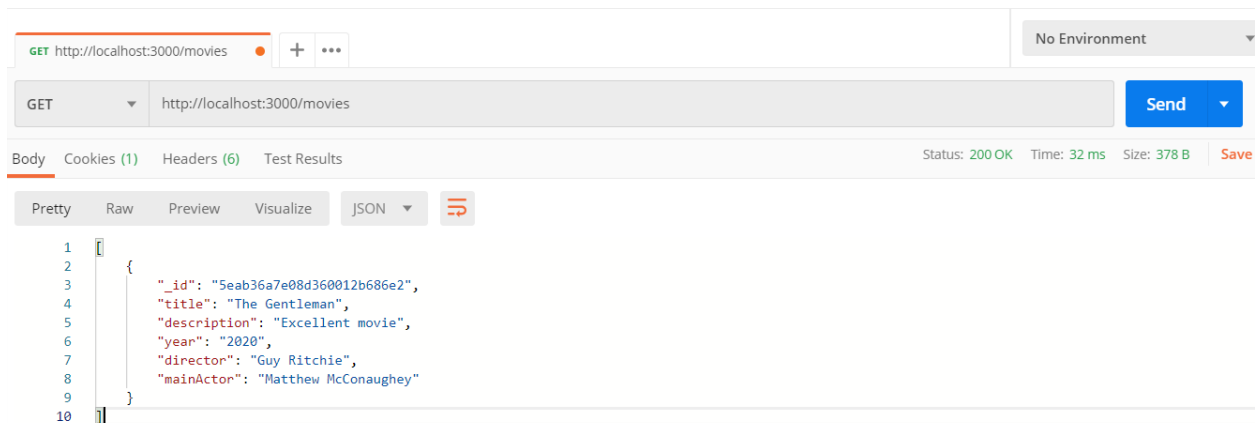 GET http://localhost:3000/movies
No Environment
GET http://localhost:3000/movies Send
Body Cookies (1) Headers (6) Test Results Status: 200 OK Time: 32 ms Size: 378 B Save
Pretty Raw Preview Visualize JSON
1 [
2 {
3 "_id": "5eab36a7e08d360012b686e2",
4 "title": "The Gentleman",
5 "description": "Excellent movie",
6 "year": "2020",
7 "director": "Guy Ritchie",
8 "mainActor": "Matthew McConaughey"
9 }
10 ]